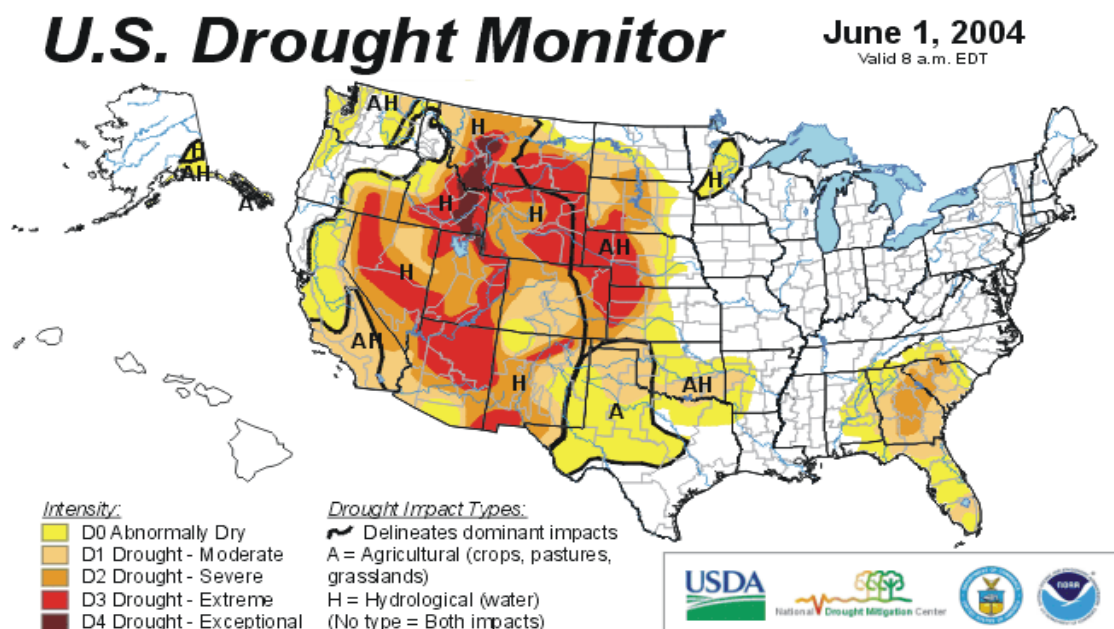 U.S. Drought Monitor
June 1, 2004
Valid 8 a.m. EDT
AH
H
H
AH
A
H
H
H
AH
H
AH
H
AH
A
Intensity:
D0 Abnormally Dry
D1 Drought - Moderate
D2 Drought - Severe
D3 Drought - Extreme
D4 Drought - Exceptional
Drought Impact Types:
Delineates dominant impacts
A = Agricultural (crops, pastures,
grasslands)
H = Hydrological (water)
(No type = Both impacts)
USDA
National Drought Mitigation Center
NOAA